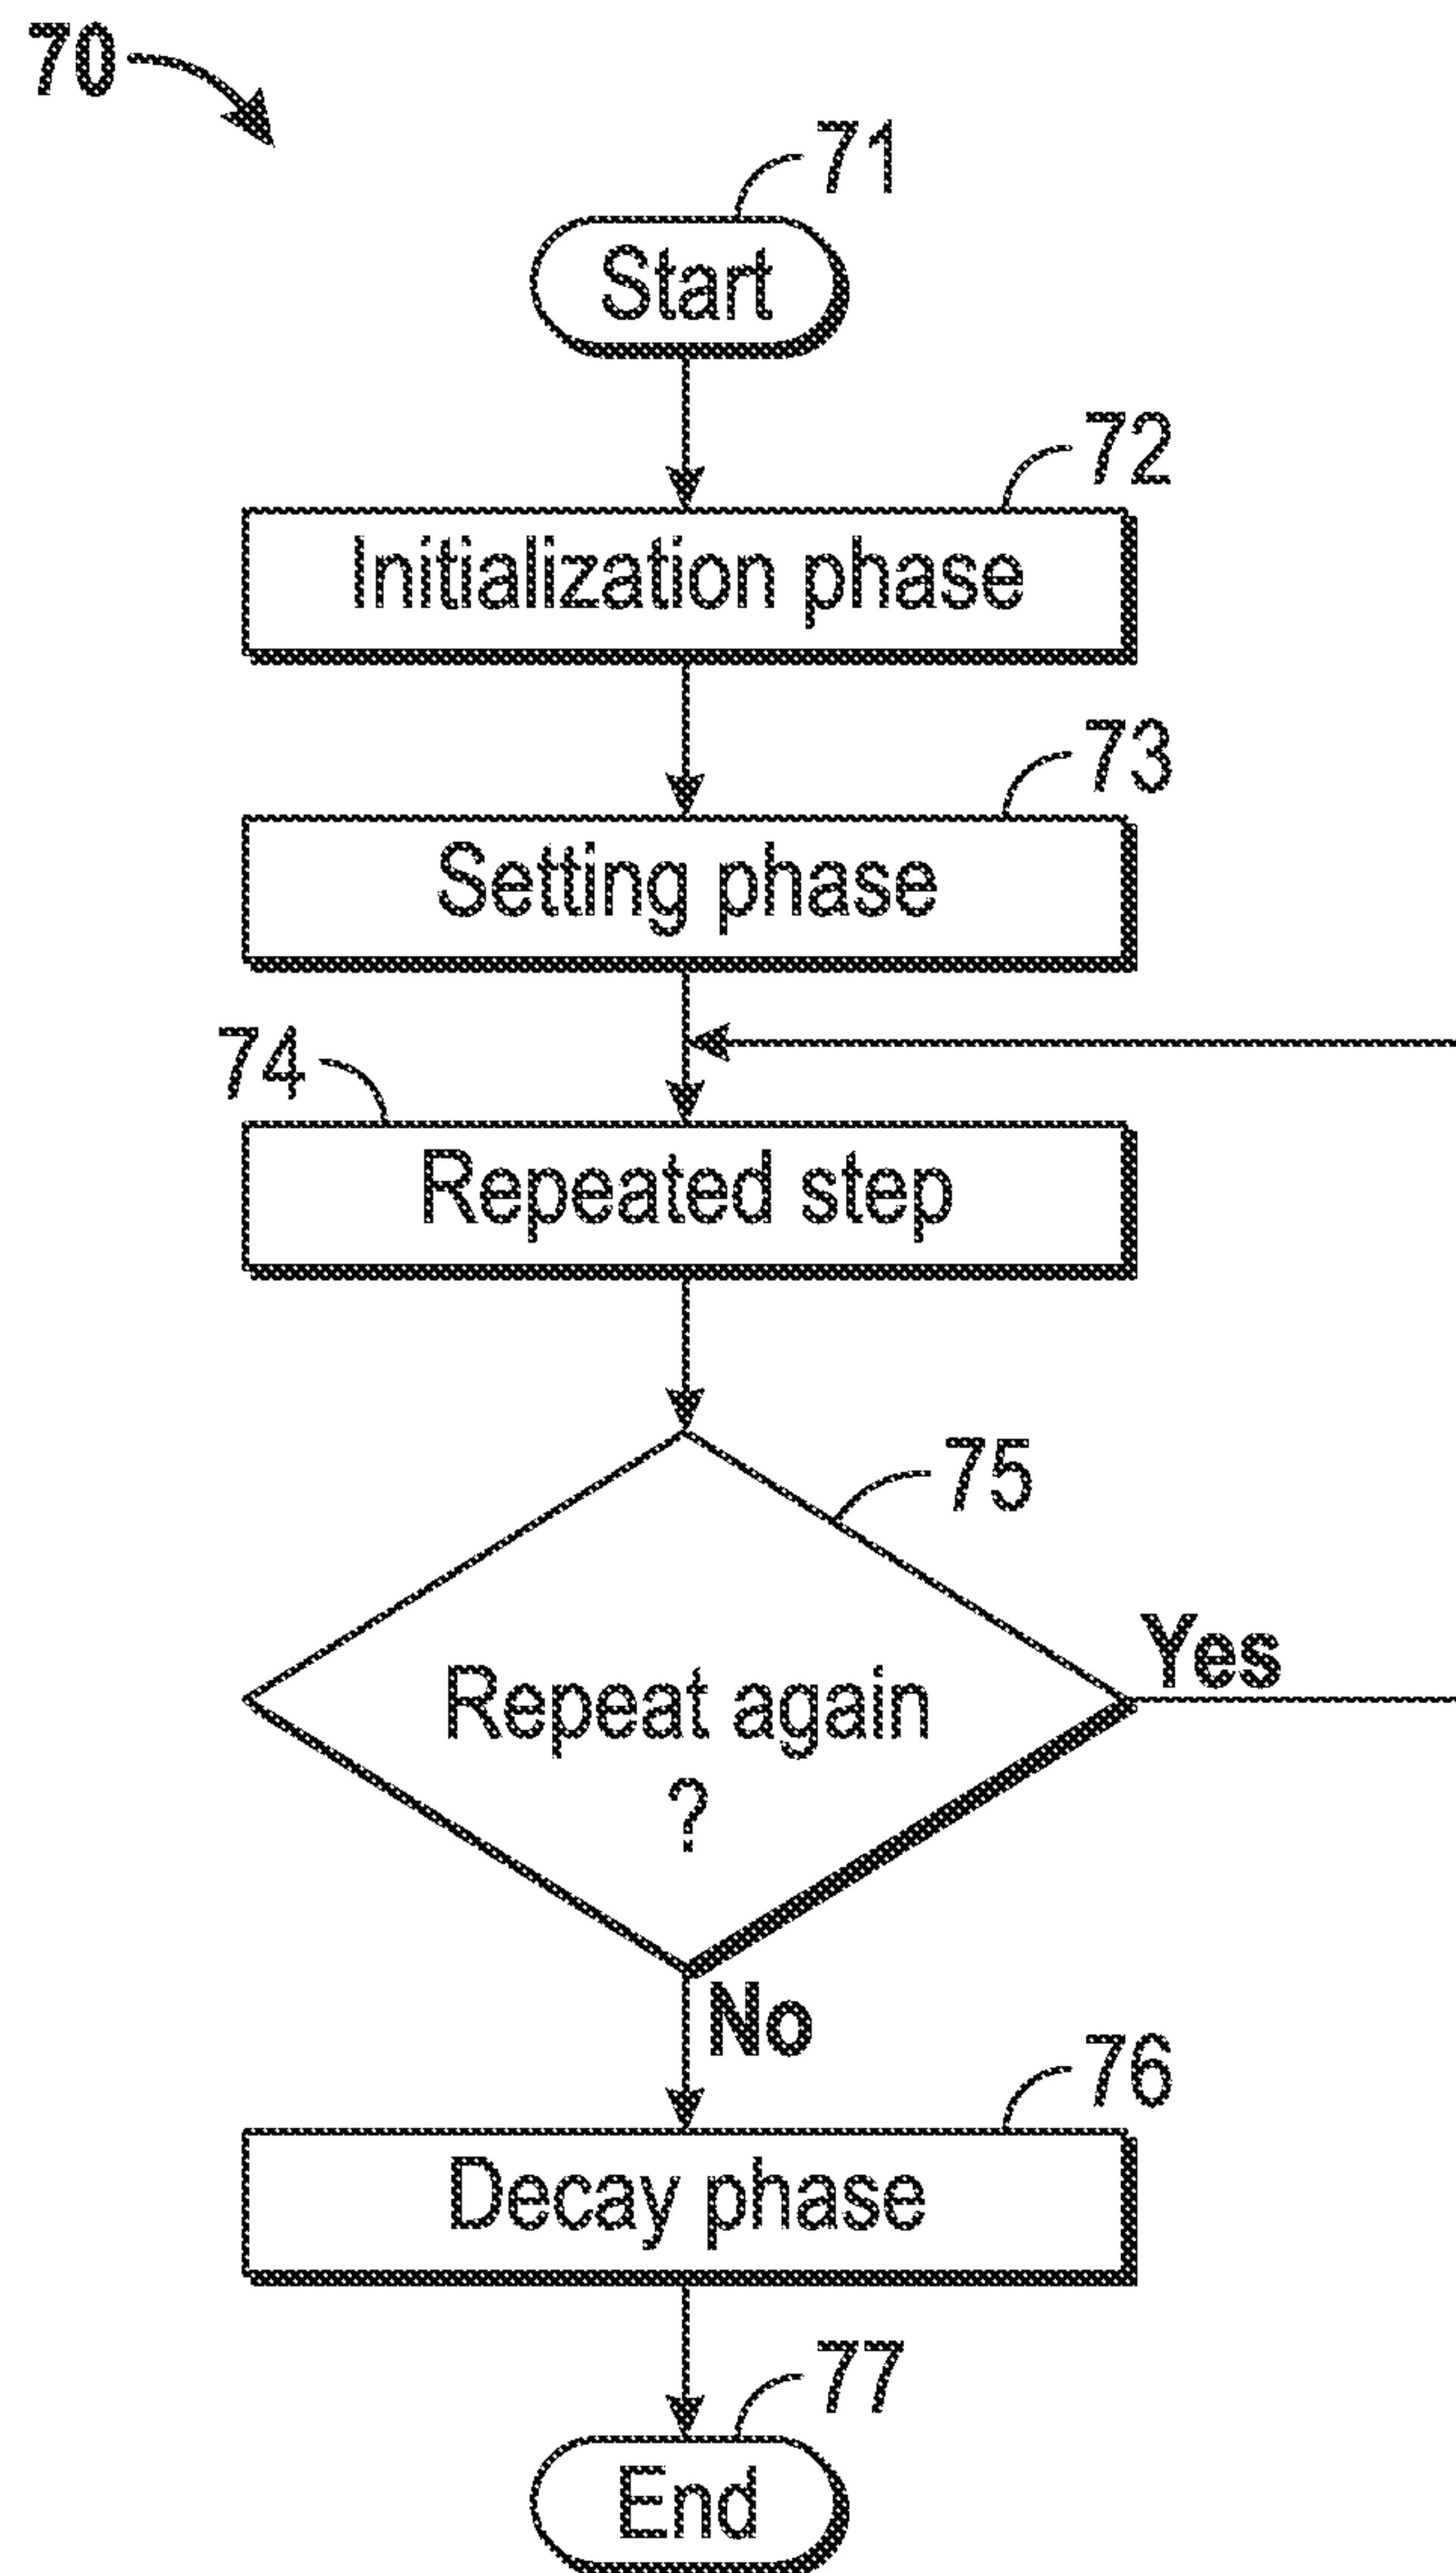 70
71
Start
72
Initialization phase
73
Setting phase
74
Repeated step
75
Repeat again
?
Yes
No
76
Decay phase
77
End